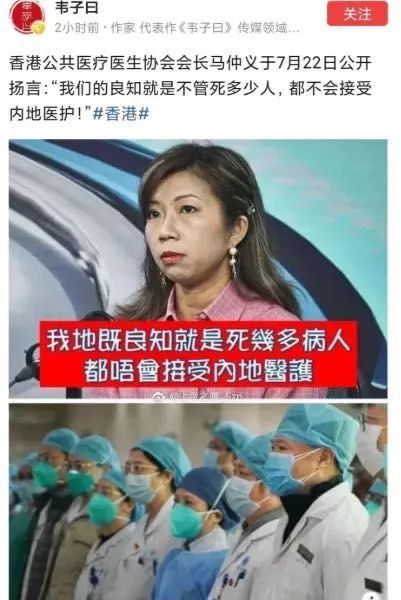 韦子曰
2小时前·作家 代表作《韦子曰》传媒领域...
关注
香港公共医疗医生协会会长马仲义于7月22日公开
扬言:“我们的良知就是不管死多少人，都不会接受
内地医护！”#香港#
我地既良知就是死幾多病人
都唔會接受內地醫護